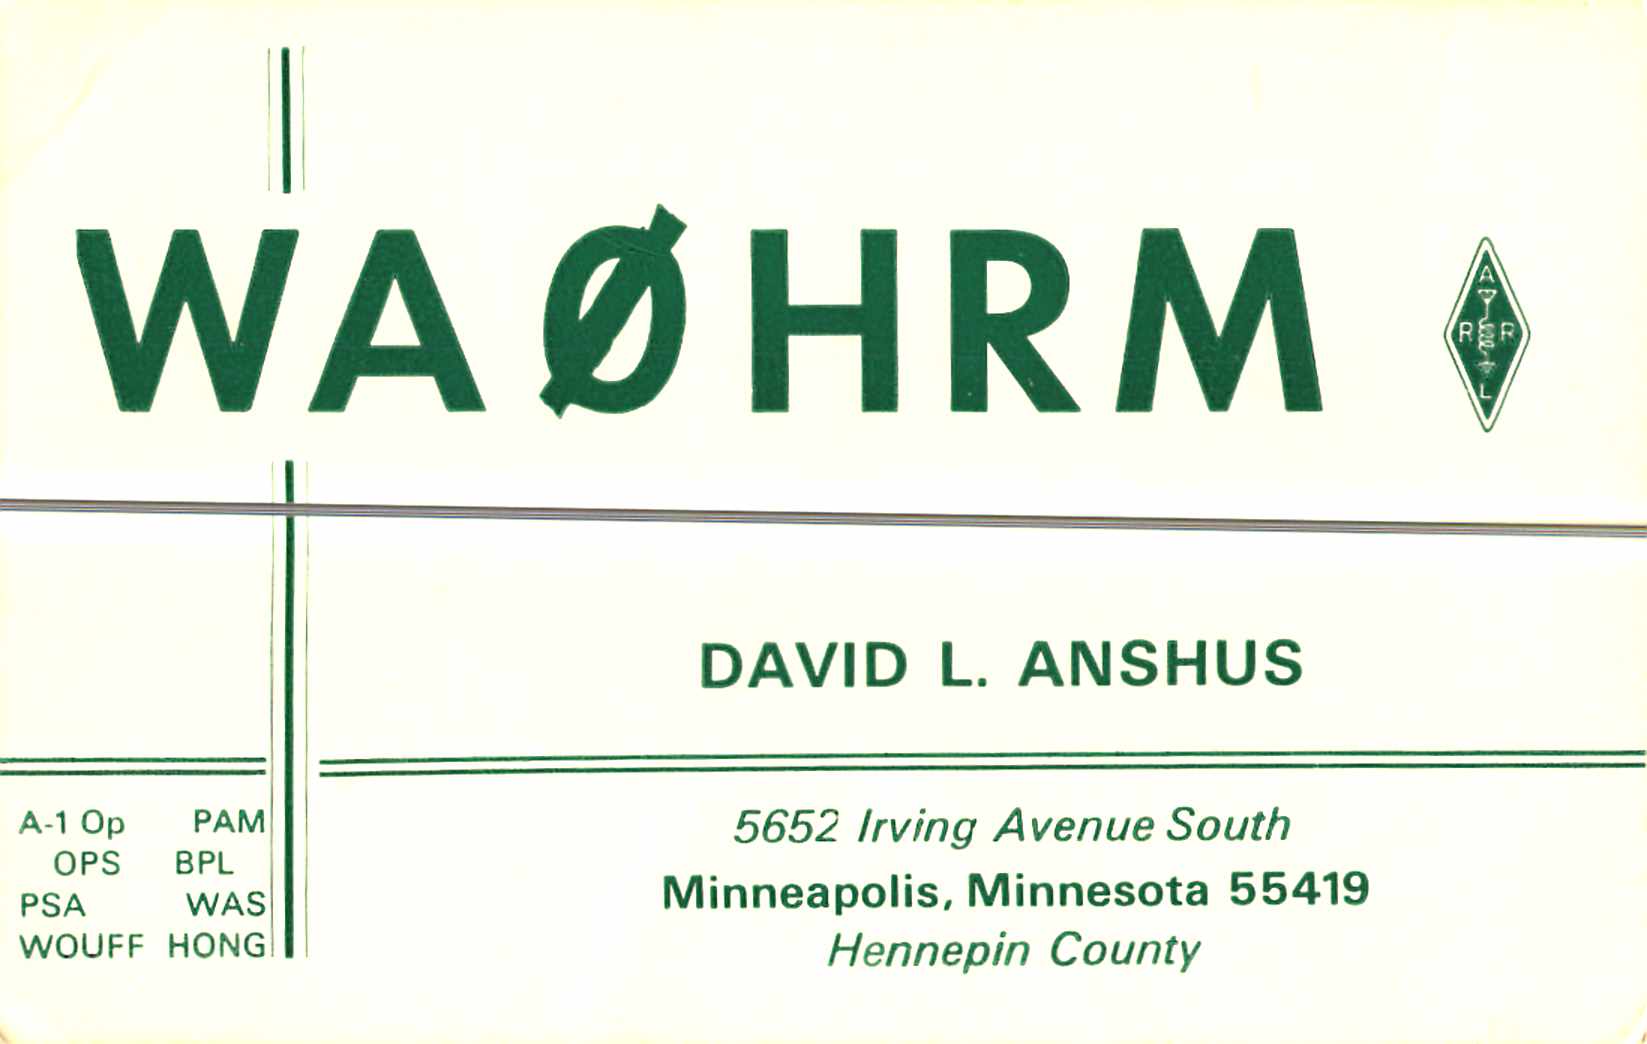 WAØHRM
A
R R
L
DAVID L. ANSHUS
A-1 Op PAM
OPS BPL
PSA WAS
WOUFF HONG
5652 Irving Avenue South
Minneapolis, Minnesota 55419
Hennepin County